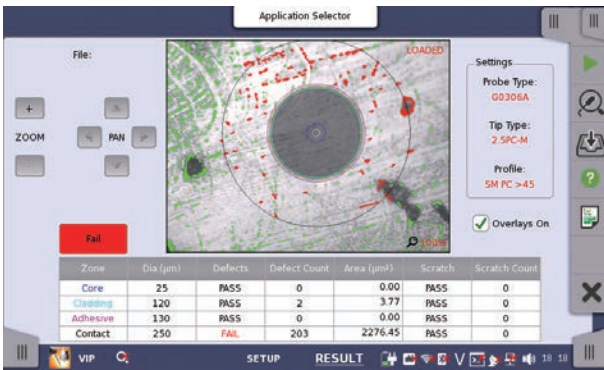 Application Selector
File:
LOADED
Settings
Probe Type:
G0306A
+
ZOOM
PAN
Tip Type:
2.5PC-M
Profile:
SM PC >45
Fail
100%
Overlays On
Zone Dia (µm) Defects Defect Count Area (µm²) Scratch Scratch Count
Core 25 PASS 0 0.00 PASS 0
Cladding 120 PASS 2 3.77 PASS 0
Adhesive 130 PASS 0 0.00 PASS 0
Contact 250 FAIL 203 2276.45 PASS 0
VIP SETUP RESULT 18 18